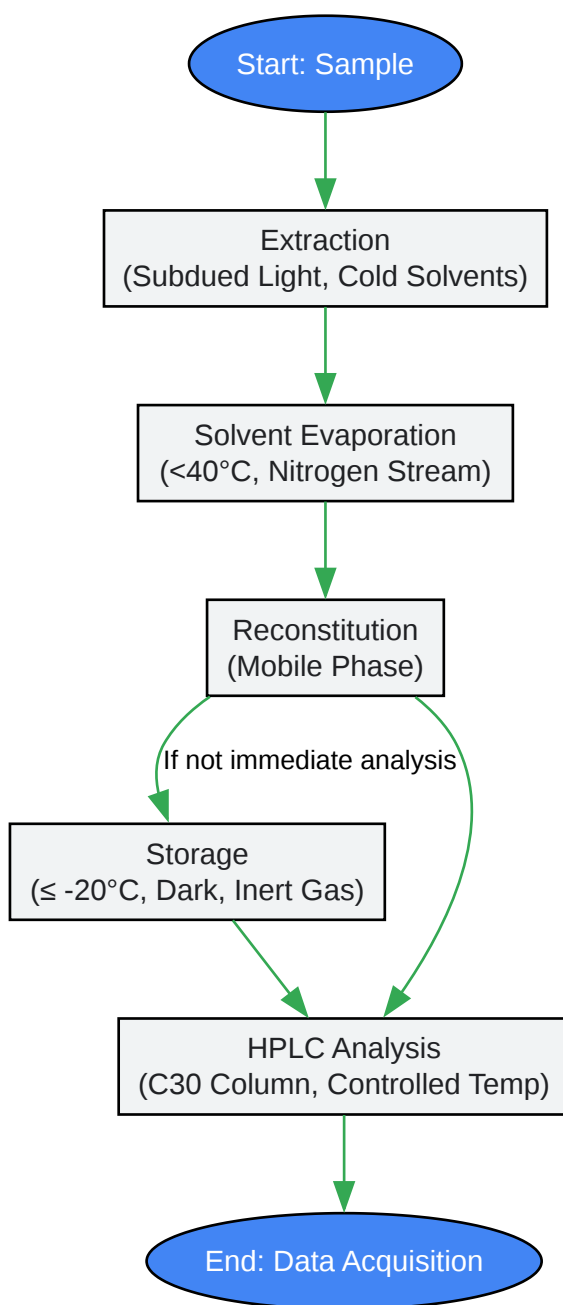 Start: Sample
Extraction
(Subdued Light, Cold Solvents)
Solvent Evaporation
(<40°C, Nitrogen Stream)
Reconstitution
(Mobile Phase)
If not immediate analysis
Storage
(≤ -20°C, Dark, Inert Gas)
HPLC Analysis
(C30 Column, Controlled Temp)
End: Data Acquisition